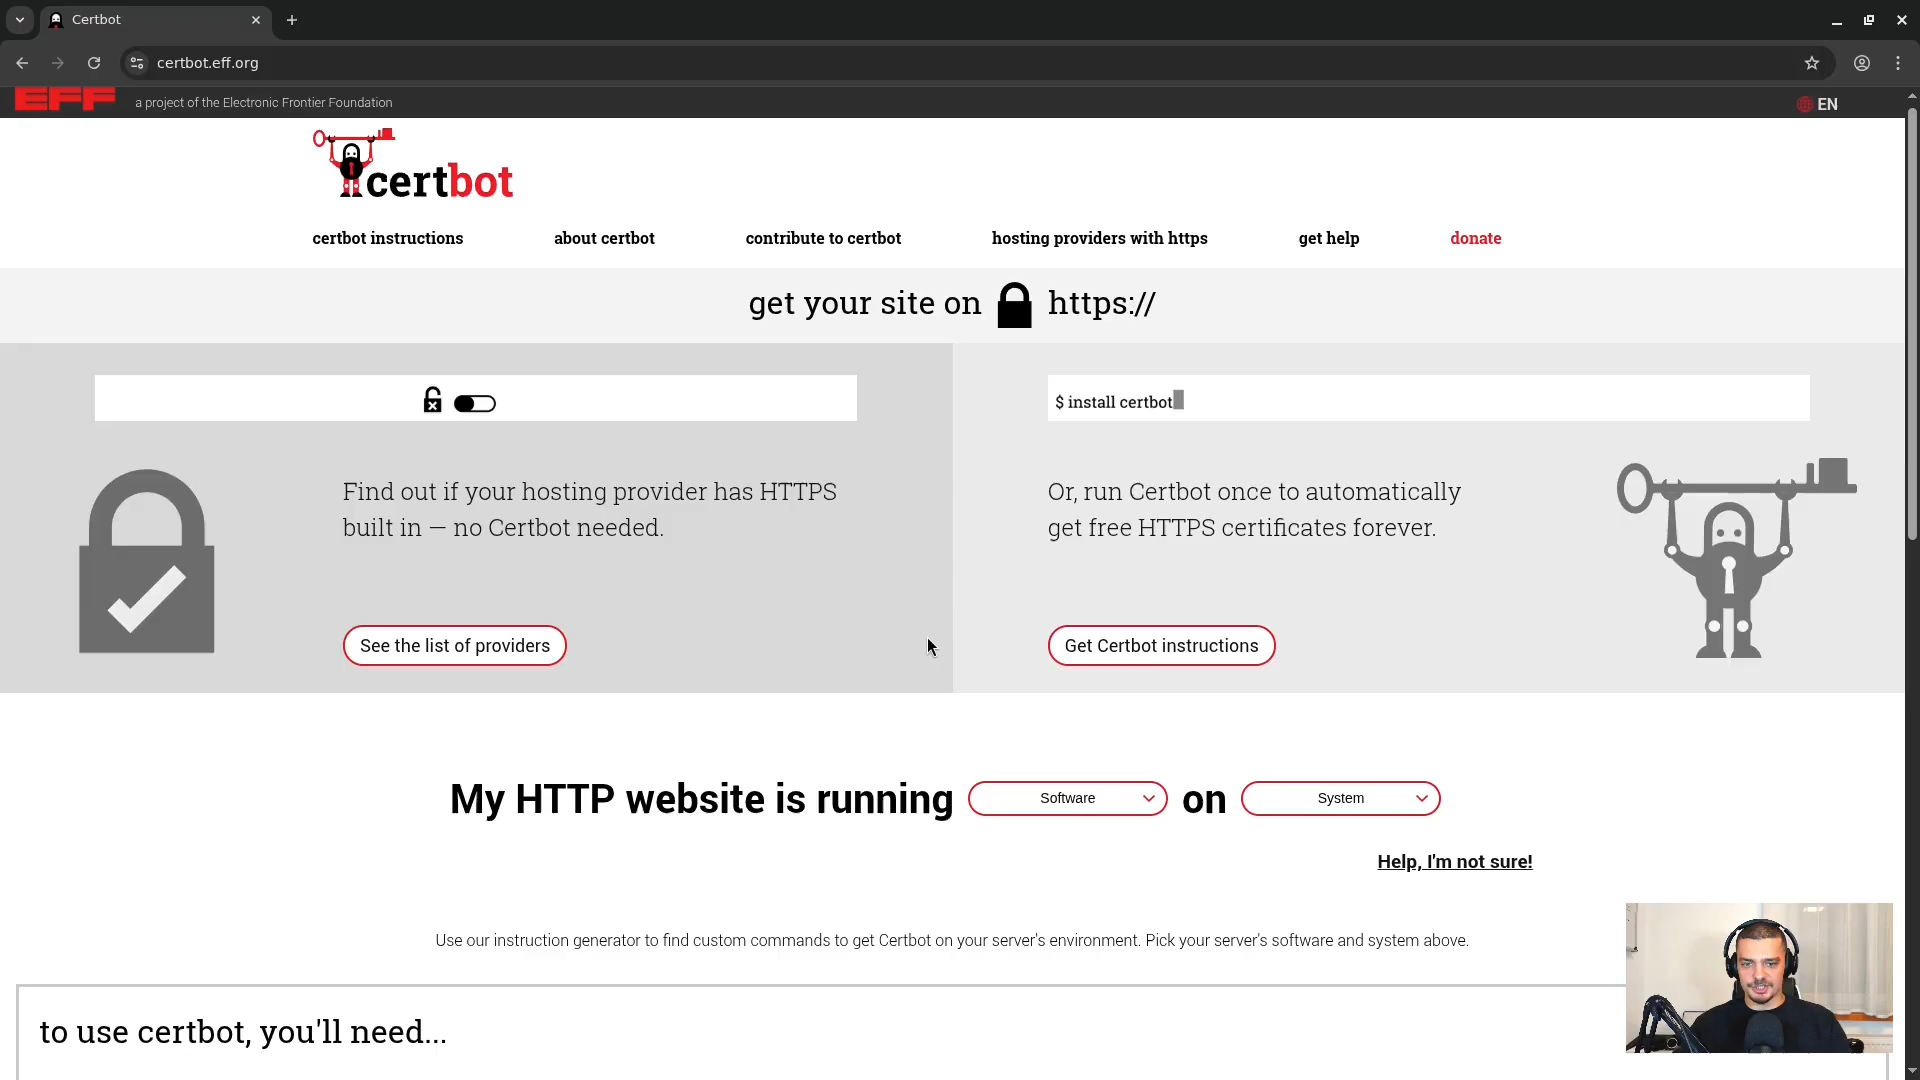 Certbot
certbot.eff.org
EFF a project of the Electronic Frontier Foundation
EN
certbot
certbot instructions about certbot contribute to certbot hosting providers with https get help donate
get your site on https://
$ install certbot
Find out if your hosting provider has HTTPS
built in — no Certbot needed.
See the list of providers
Or, run Certbot once to automatically
get free HTTPS certificates forever.
Get Certbot instructions
My HTTP website is running Software on System
Help, I'm not sure!
Use our instruction generator to find custom commands to get Certbot on your server's environment. Pick your server's software and system above.
to use certbot, you'll need...